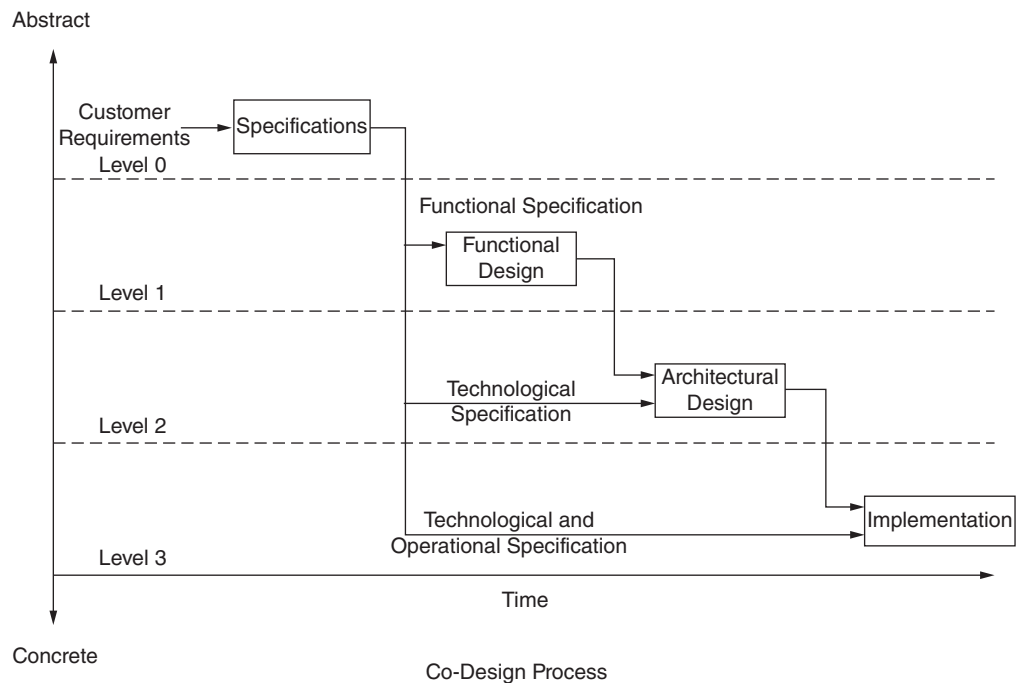 Abstract
Customer
Requirements
Specifications
Level 0
Functional Specification
Functional
Design
Level 1
Technological
Specification
Architectural
Design
Level 2
Technological and
Operational Specification
Implementation
Level 3
Time
Concrete
Co-Design Process